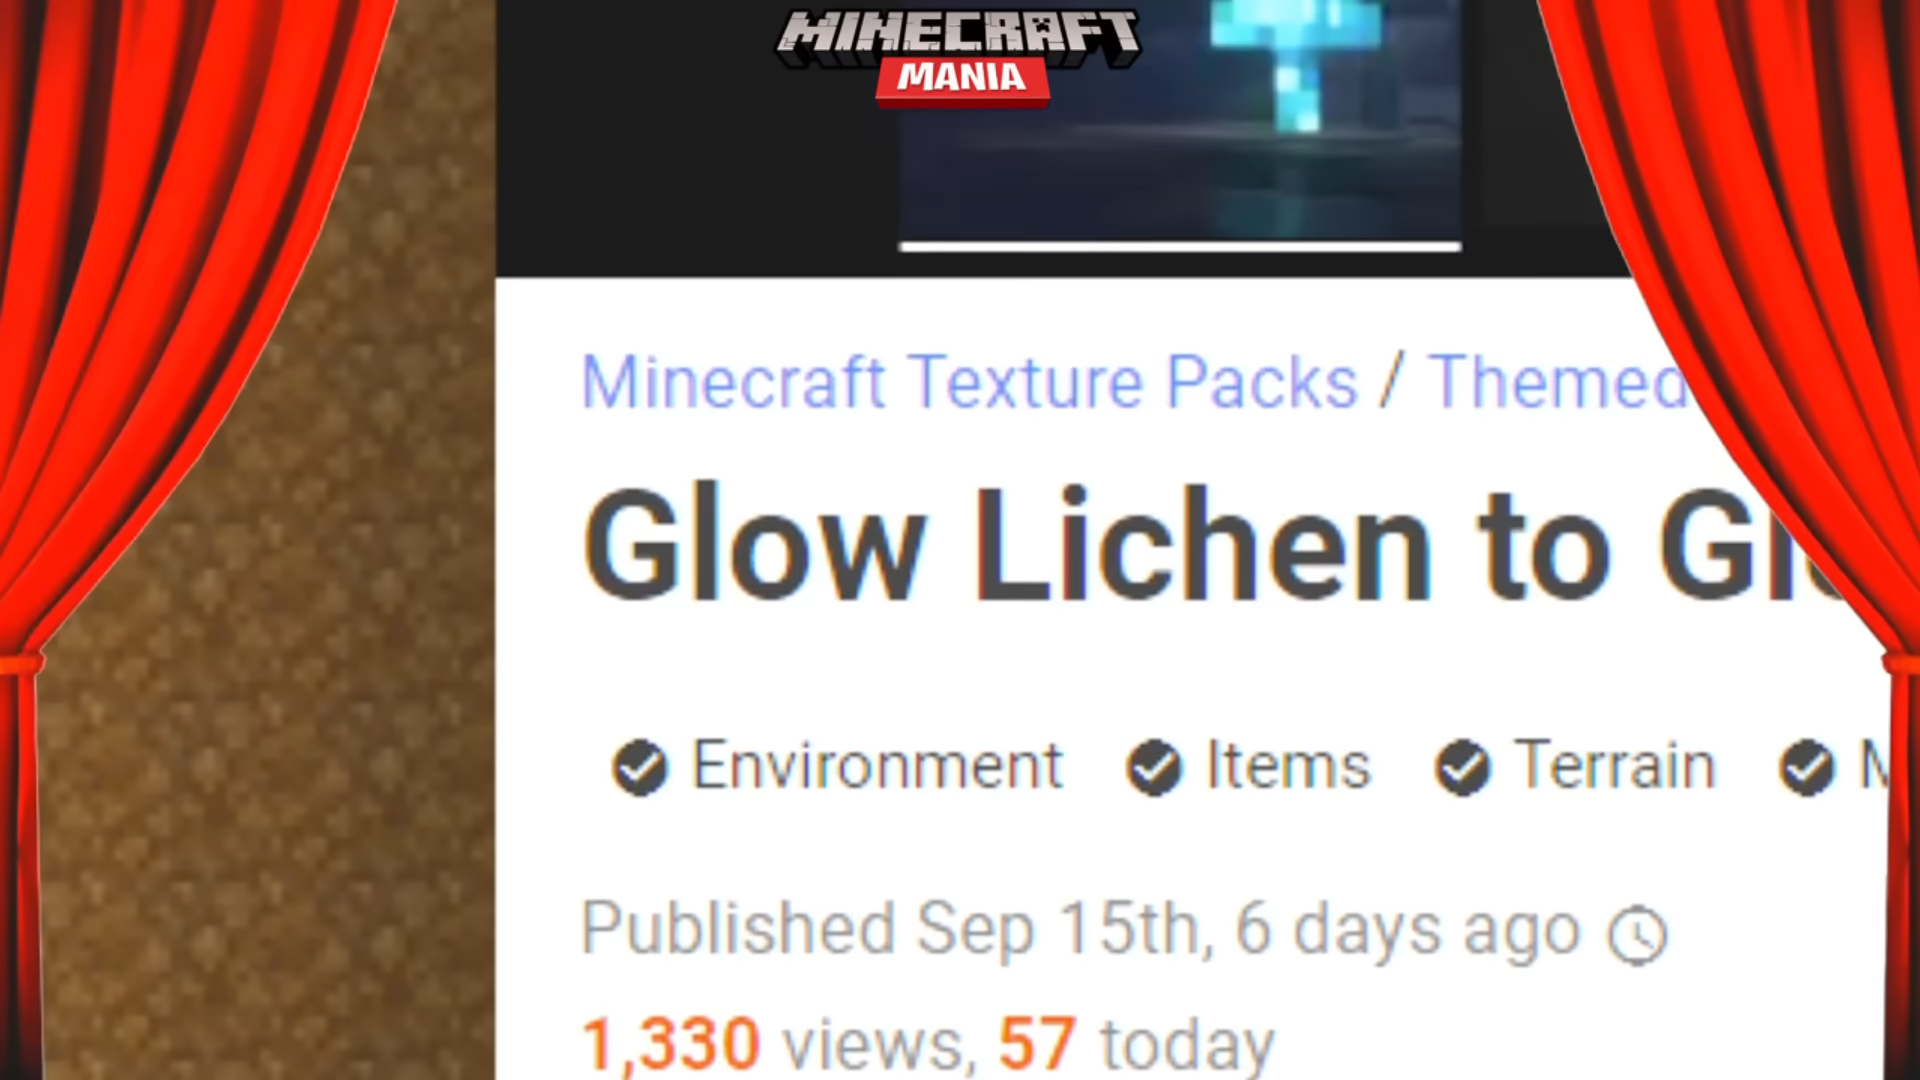 MINECRAFT
MANIA
Minecraft Texture Packs / Themed
Glow Lichen to Gl
Environment Items Terrain M
Published Sep 15th, 6 days ago
1,330 views, 57 today